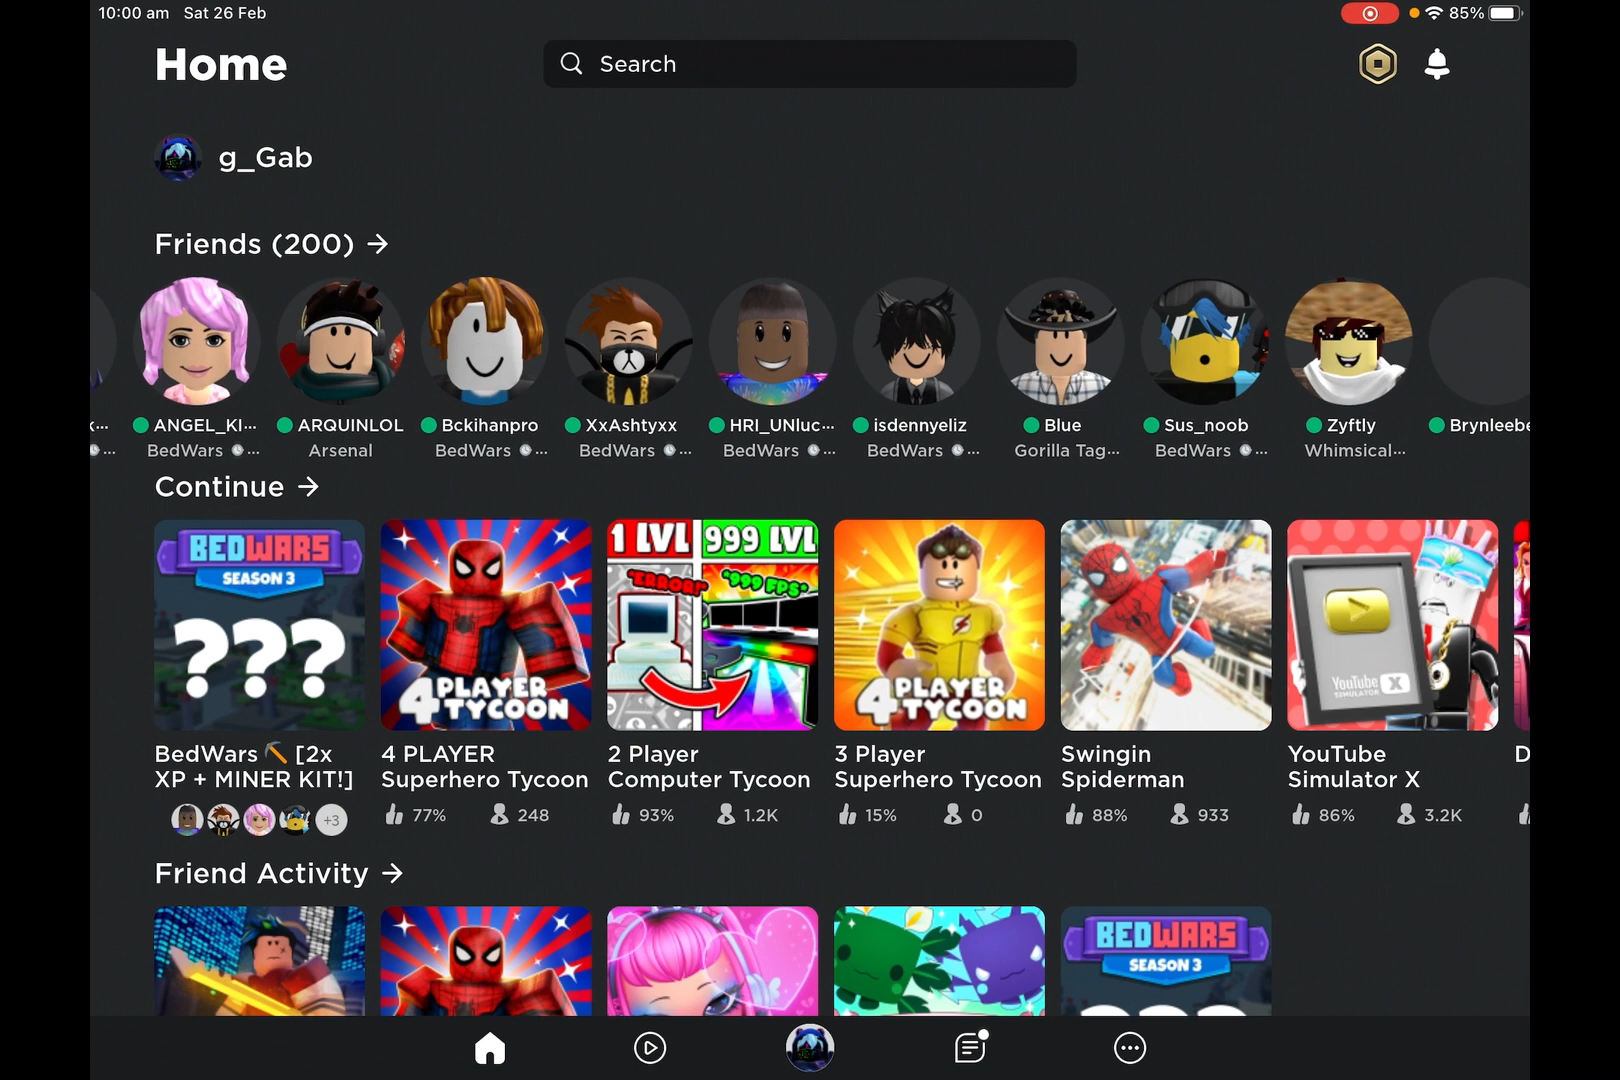 10:00 am Sat 26 Feb
85%
Home
Search
g_Gab
Friends (200) →
k...
ANGEL_KI...
ARQUINLOL
Bckihanpro
XxAshtyxx
HRI_UNluc...
isdennyeliz
Blue
Sus_noob
Zyftly
Brynleebe
...
BedWars ...
Arsenal
BedWars ...
BedWars ...
BedWars ...
BedWars ...
Gorilla Tag...
BedWars ...
Whimsical...
Continue →
BEDWARS
SEASON 3
???
4 PLAYER
TYCOON
1 LVL
999 LVL
*ERROR!*
*999 FPS*
4 PLAYER
TYCOON
YouTube X
SIMULATOR
BedWars ⛏️ [2x
XP + MINER KIT!]
4 PLAYER
Superhero Tycoon
2 Player
Computer Tycoon
3 Player
Superhero Tycoon
Swingin
Spiderman
YouTube
Simulator X
D
+3
77% 248
93% 1.2K
15% 0
88% 933
86% 3.2K
Friend Activity →
BEDWARS
SEASON 3
???